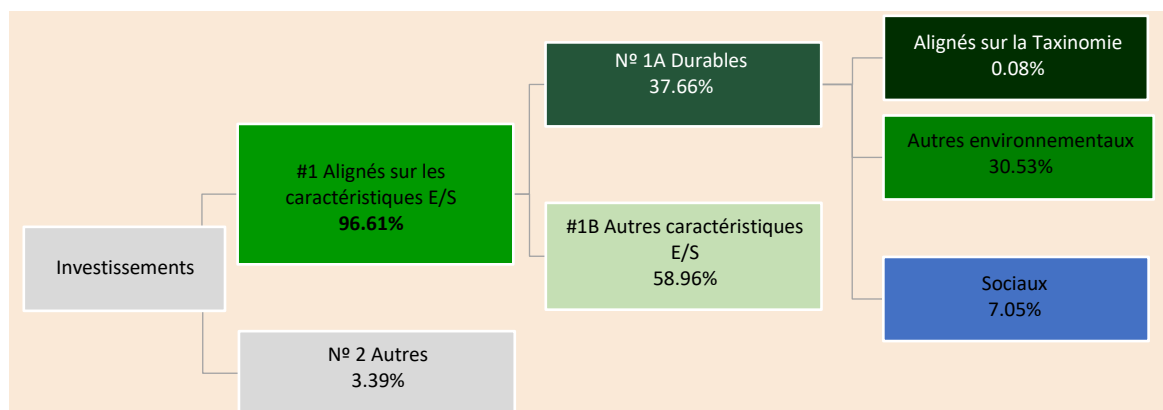 Investissements
#1 Alignés sur les
caractéristiques E/S
96.61%
Nº 2 Autres
3.39%
Nº 1A Durables
37.66%
#1B Autres caractéristiques
E/S
58.96%
Alignés sur la Taxinomie
0.08%
Autres environnementaux
30.53%
Sociaux
7.05%